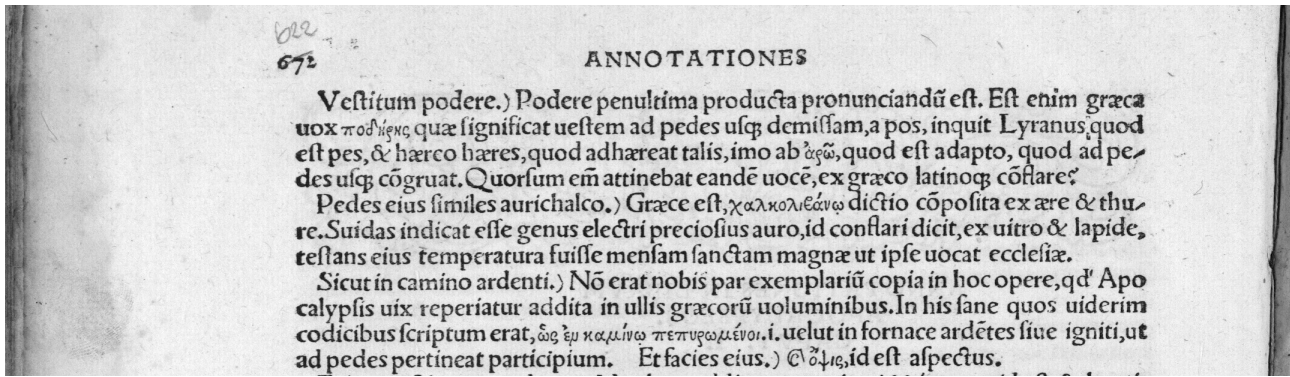 622
672
ANNOTATIONES
Veſtitum podere.) Podere penultima producta pronunciandũ eſt. Eſt enim græca
uox ποδήρης quæ ſignificat ueſtem ad pedes uſqꝫ demiſſam,a pos, inquit Lyranus,quod
eſt pes,& hærco hæres,quod adhæreat talis,imo ab ἀρῶ,quod eſt adapto, quod ad pe-
des uſqꝫ cõgruat.Quorſum em̃ attinebat eandẽ uocẽ,ex græco latinoqꝫ cõflare?
Pedes eius ſimiles aurichalco.) Græce eſt,χαλκολιβάνῳ dictio cõpoſita ex ære & thu-
re.Suidas indicat eſſe genus electri precioſius auro,id conflari dicit,ex uitro & lapide,
teſtans eius temperatura fuiſſe menſam ſanctam magnæ ut ipſe uocat eccleſiæ.
Sicut in camino ardenti.) Nõ erat nobis par exemplariũ copia in hoc opere,qd' Apo
calypſis uix reperiatur addita in ullis græcorũ uoluminibus.In his ſane quos uiderim
codicibus ſcriptum erat,ὡς ἐμ καμίνῳ πεπυρωμένοι.i.uelut in fornace ardẽtes ſiue igniti,ut
ad pedes pertineat participium. Et facies eius.) ἡ ὄψις,id eſt aſpectus.